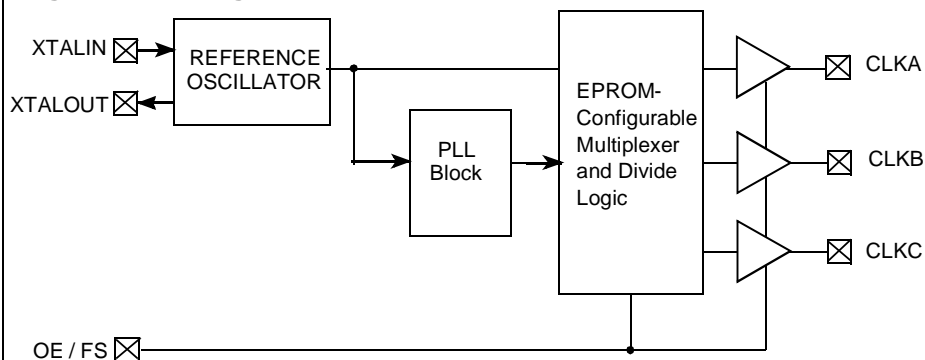 XTALIN
XTALOUT
REFERENCE
OSCILLATOR
PLL
Block
EPROM-
Configurable
Multiplexer
and Divide
Logic
CLKA
CLKB
CLKC
OE / FS